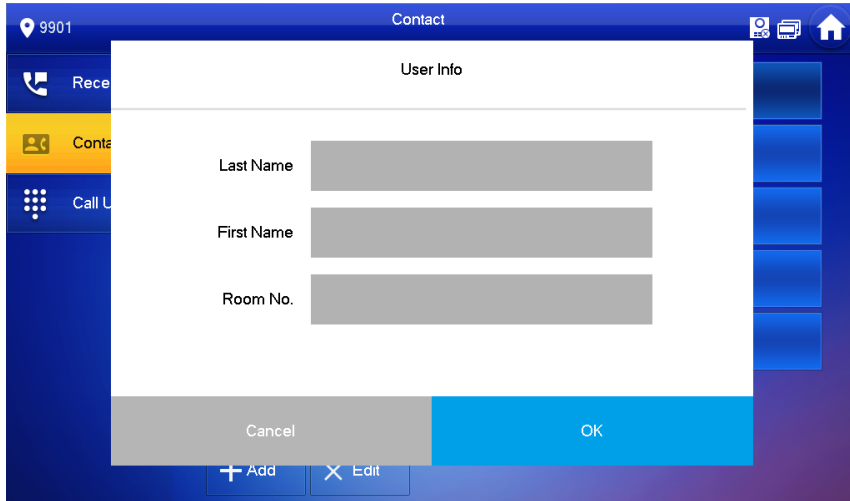 9901
Contact
User Info
Rece
Conta
Call U
Last Name
First Name
Room No.
Cancel
OK
Add
Edit